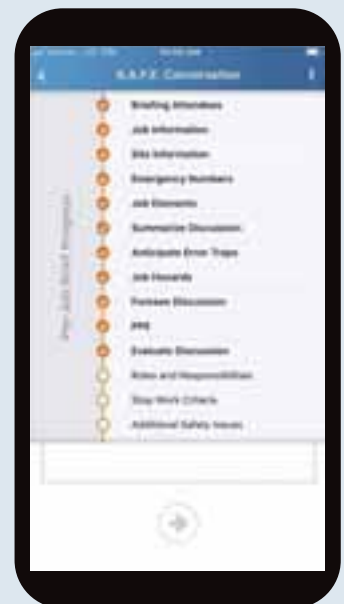 S.A.F.E. Conversation
Pre-Job Brief Progress
Briefing Attendees
Job Information
Site Information
Emergency Numbers
Job Elements
Summarize Discussion
Anticipate Error Traps
Job Hazards
Foresee Discussion
PPE
Evaluate Discussion
Roles and Responsibilities
Stop Work Criteria
Additional Safety Issues